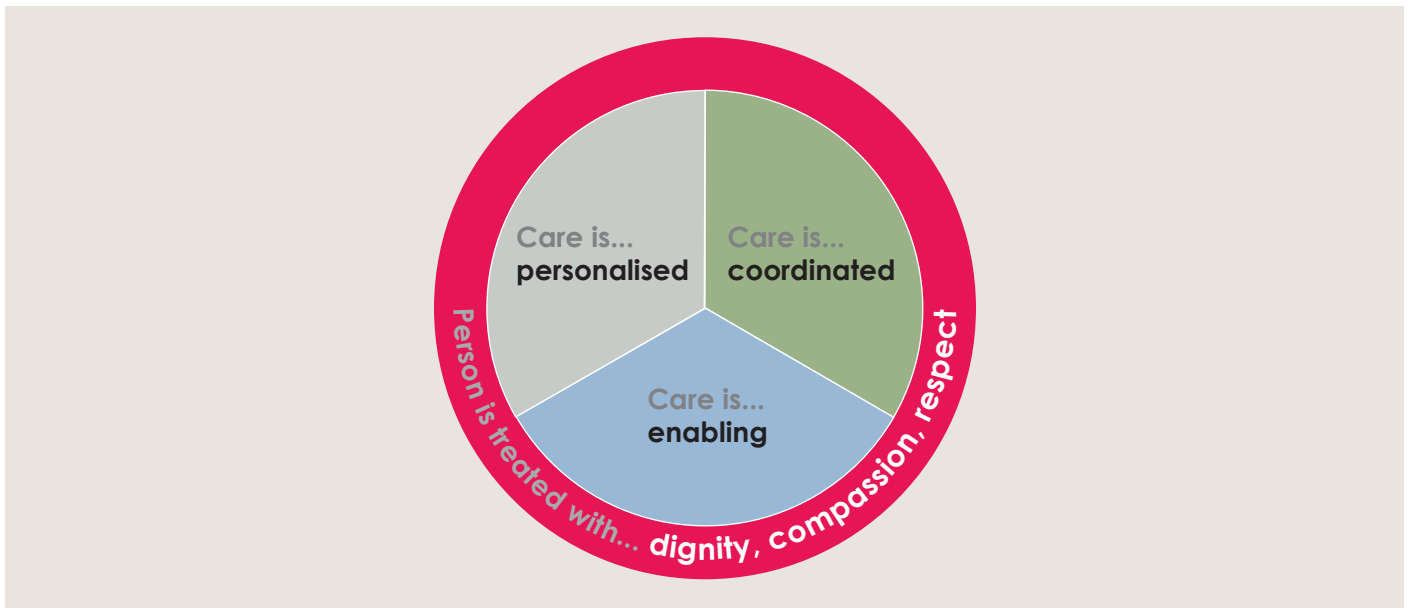 Care is...
personalised
Care is...
coordinated
Care is...
enabling
Person is treated with... dignity, compassion, respect